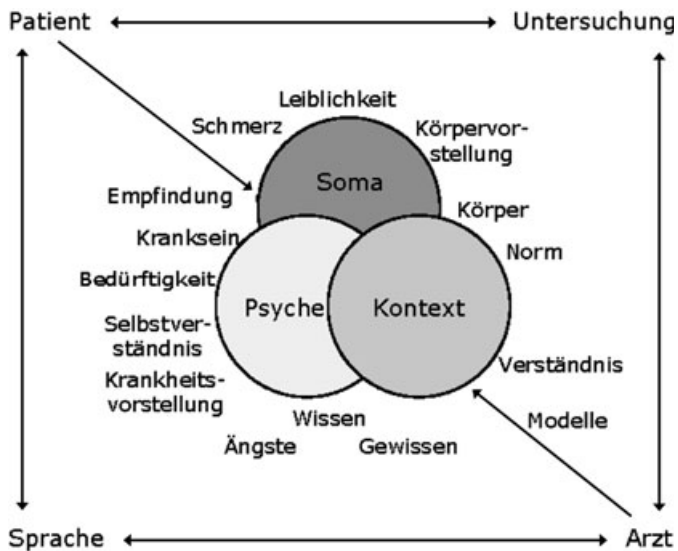 Patient
Untersuchung
Leiblichkeit
Schmerz
Körpervor-
stellung
Soma
Empfindung
Körper
Kranksein
Norm
Bedürftigkeit
Psyche
Kontext
Selbstver-
ständnis
Verständnis
Krankheits-
vorstellung
Wissen
Modelle
Ängste
Gewissen
Sprache
Arzt